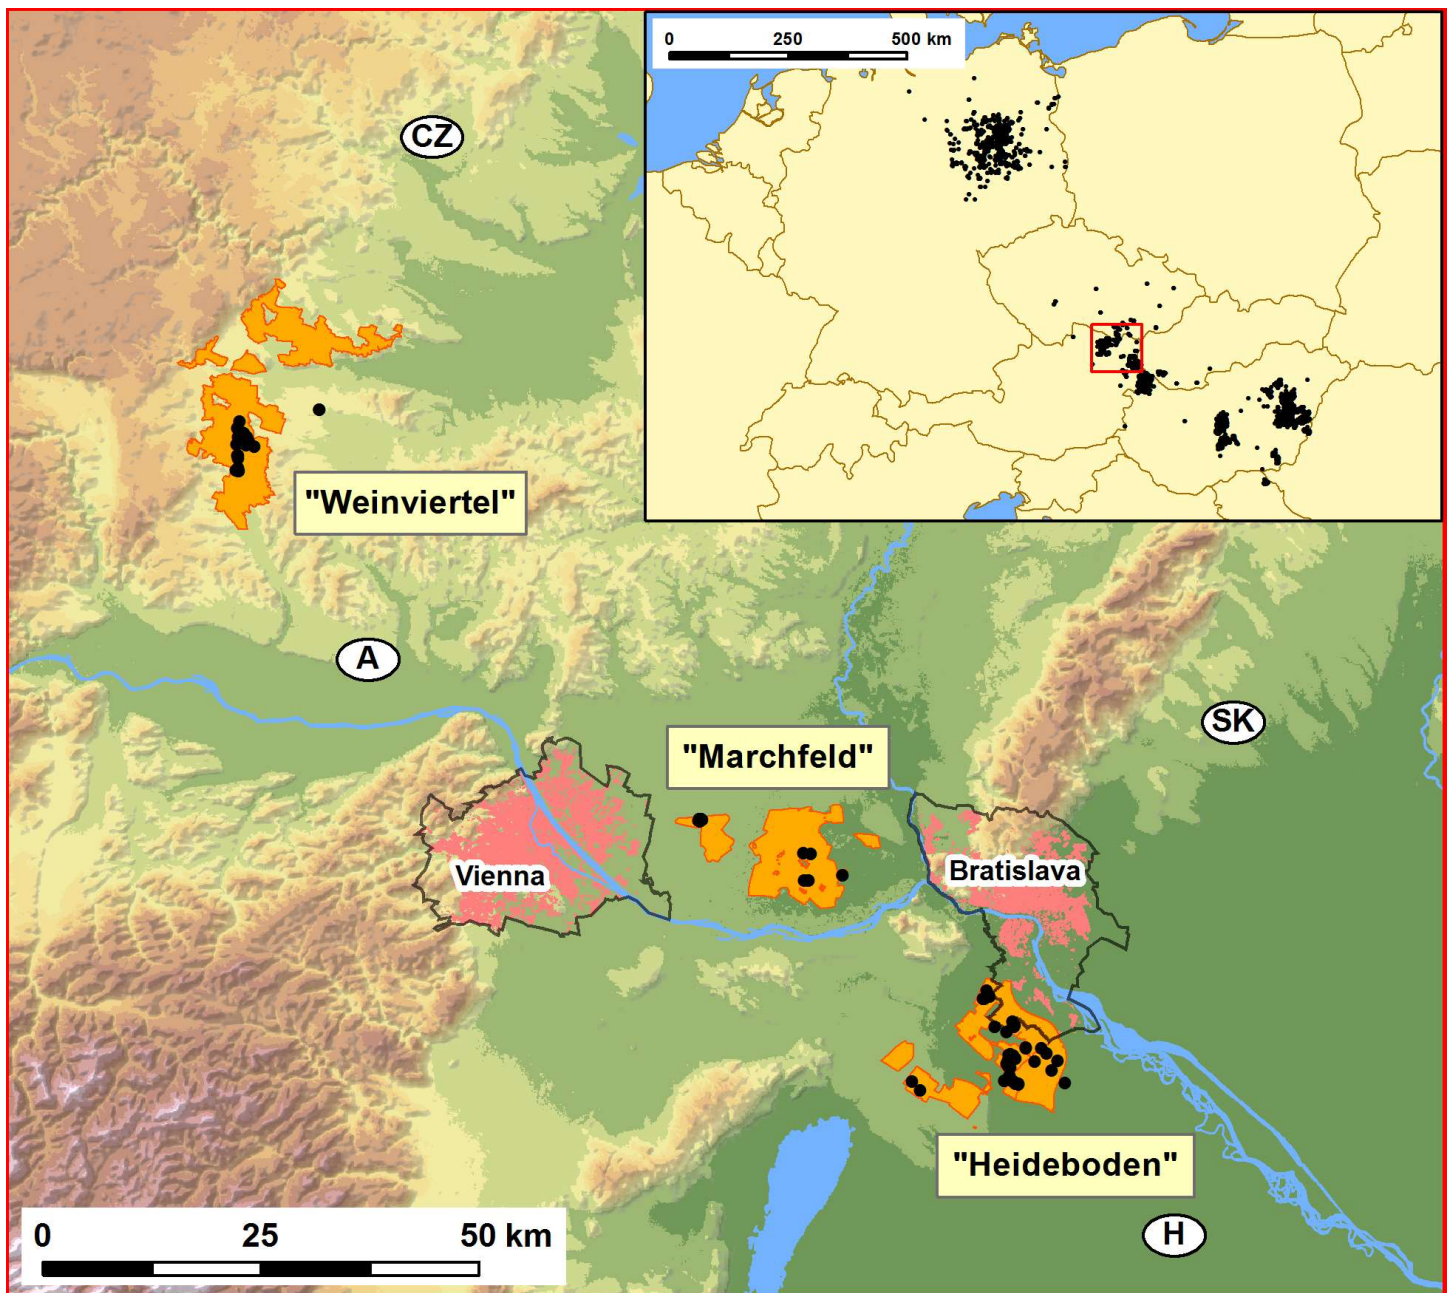 0 250 500 km
CZ
"Weinviertel"
A
SK
"Marchfeld"
Vienna
Bratislava
"Heideboden"
0 25 50 km
H